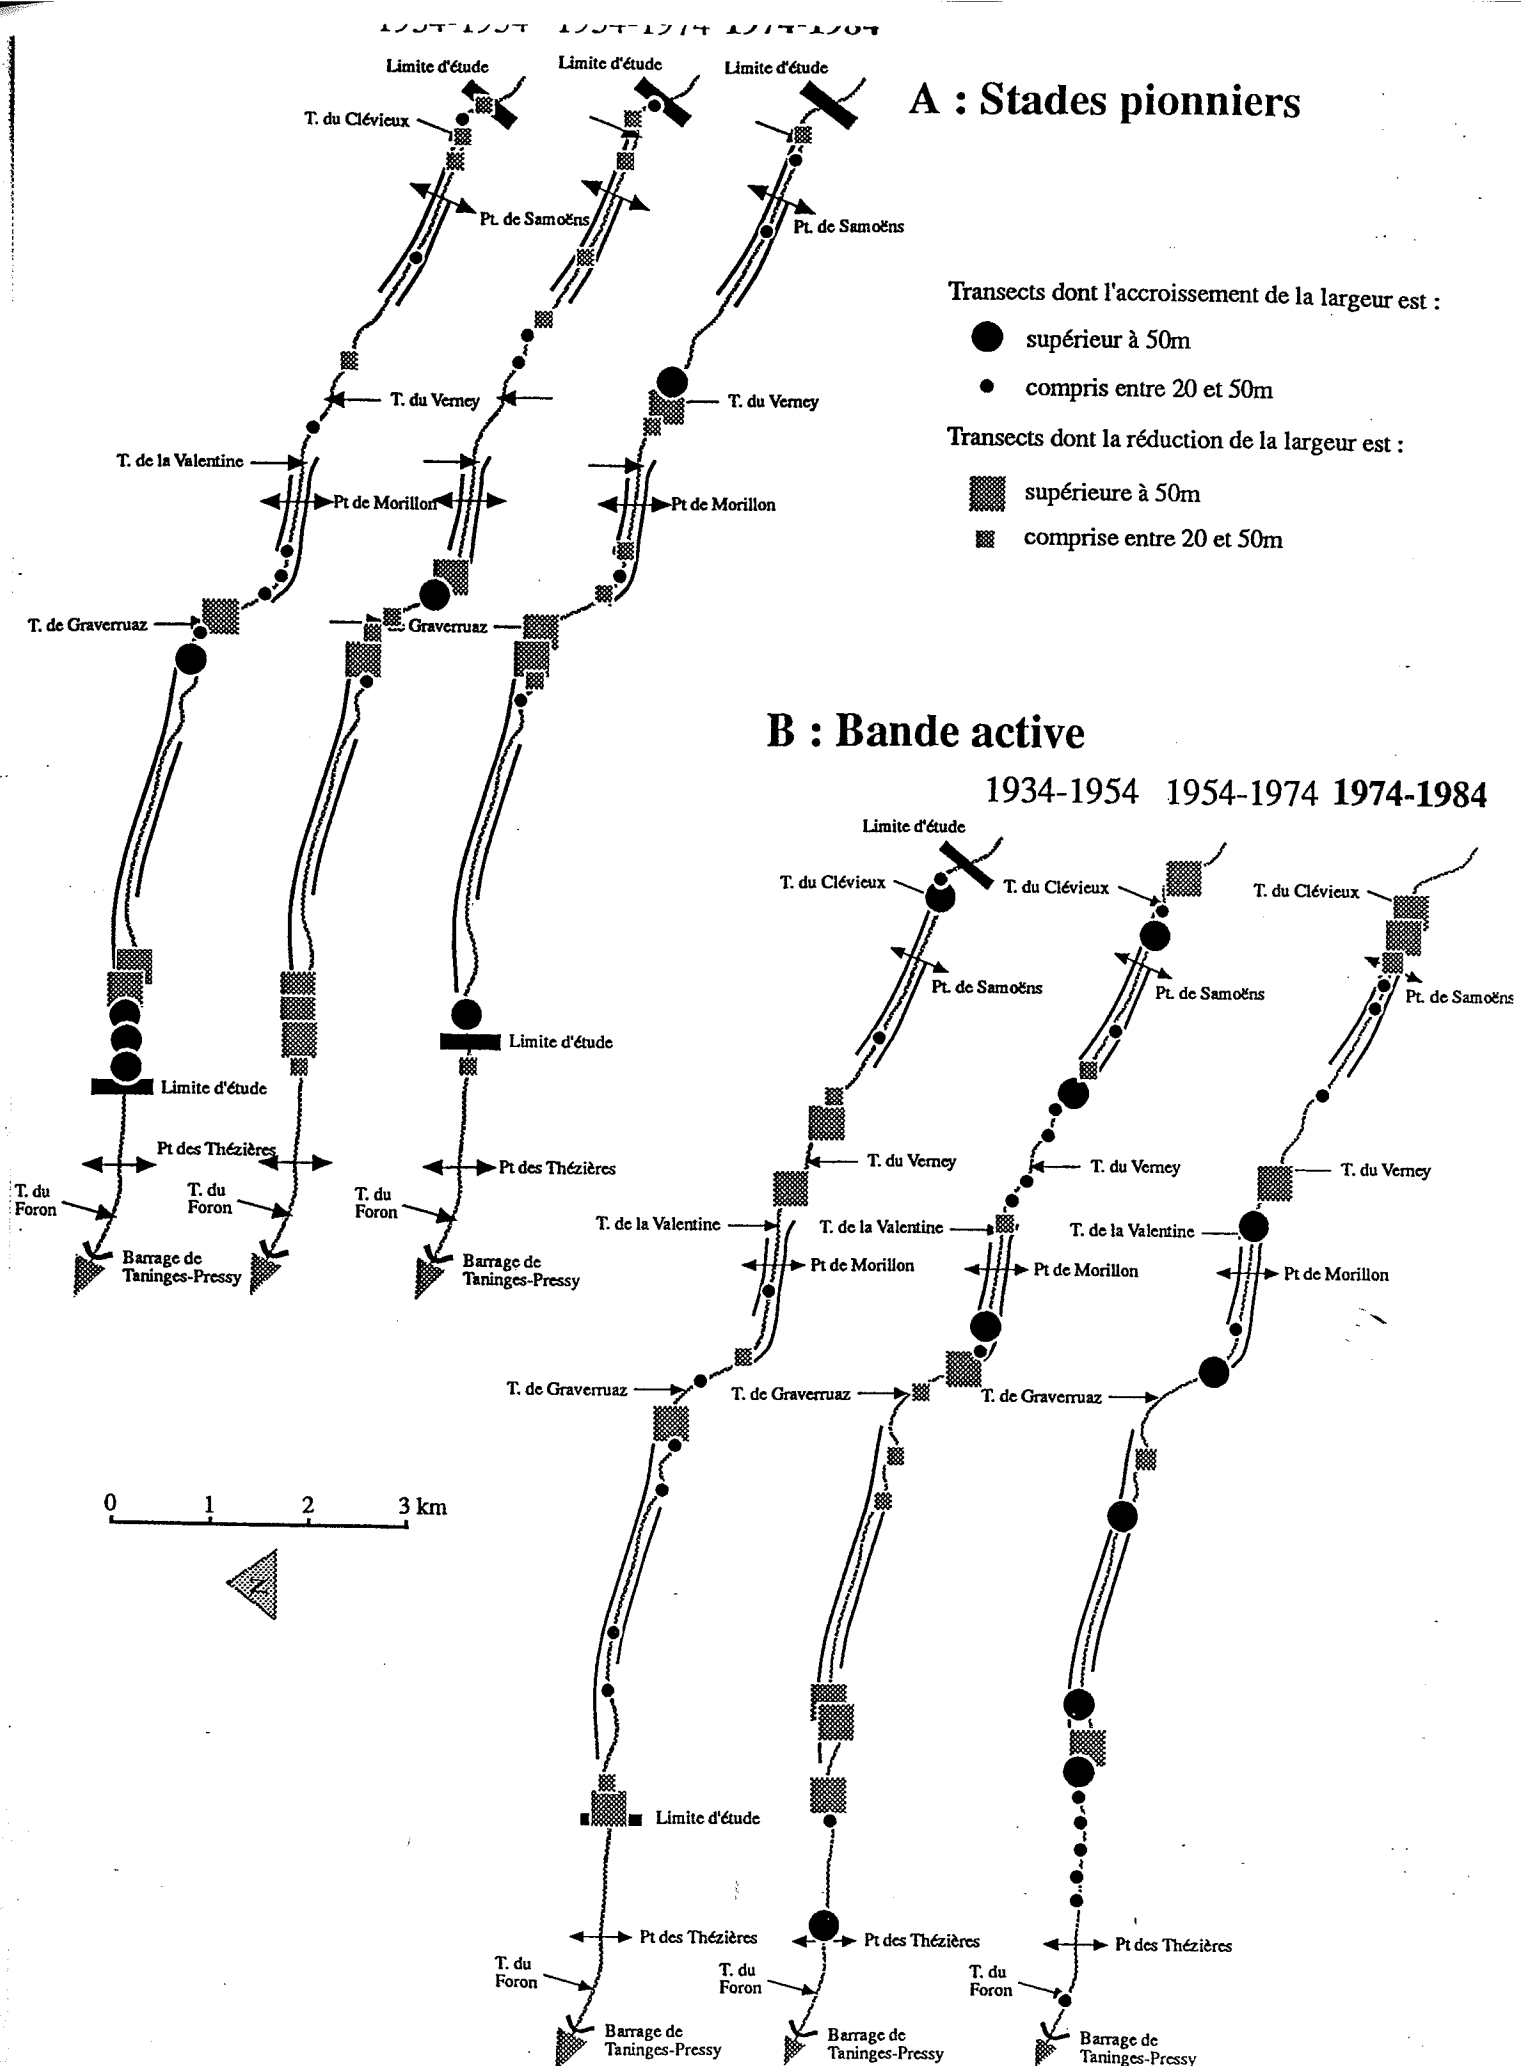 1934-1954 1954-1974 1974-1984
Limite d'étude
Limite d'étude
Limite d'étude
A : Stades pionniers
T. du Clévieux
Pt. de Samoëns
Pt. de Samoëns
Transects dont l'accroissement de la largeur est :
supérieur à 50m
compris entre 20 et 50m
Transects dont la réduction de la largeur est :
supérieure à 50m
comprise entre 20 et 50m
T. du Verney
T. du Verney
T. de la Valentine
Pt de Morillon
Pt de Morillon
T. de Graverruaz
Graverruaz
Limite d'étude
Limite d'étude
Pt des Thézières
Pt des Thézières
T. du
Foron
T. du
Foron
T. du
Foron
Barrage de
Taninges-Pressy
Barrage de
Taninges-Pressy
B : Bande active
1934-1954 1954-1974 1974-1984
Limite d'étude
T. du Clévieux
T. du Clévieux
T. du Clévieux
Pt. de Samoëns
Pt. de Samoëns
Pt. de Samoëns
T. du Verney
T. du Verney
T. du Verney
T. de la Valentine
T. de la Valentine
T. de la Valentine
Pt de Morillon
Pt de Morillon
Pt de Morillon
T. de Graverruaz
T. de Graverruaz
T. de Graverruaz
0 1 2 3 km
N
Limite d'étude
Pt des Thézières
Pt des Thézières
Pt des Thézières
T. du
Foron
T. du
Foron
T. du
Foron
Barrage de
Taninges-Pressy
Barrage de
Taninges-Pressy
Barrage de
Taninges-Pressy